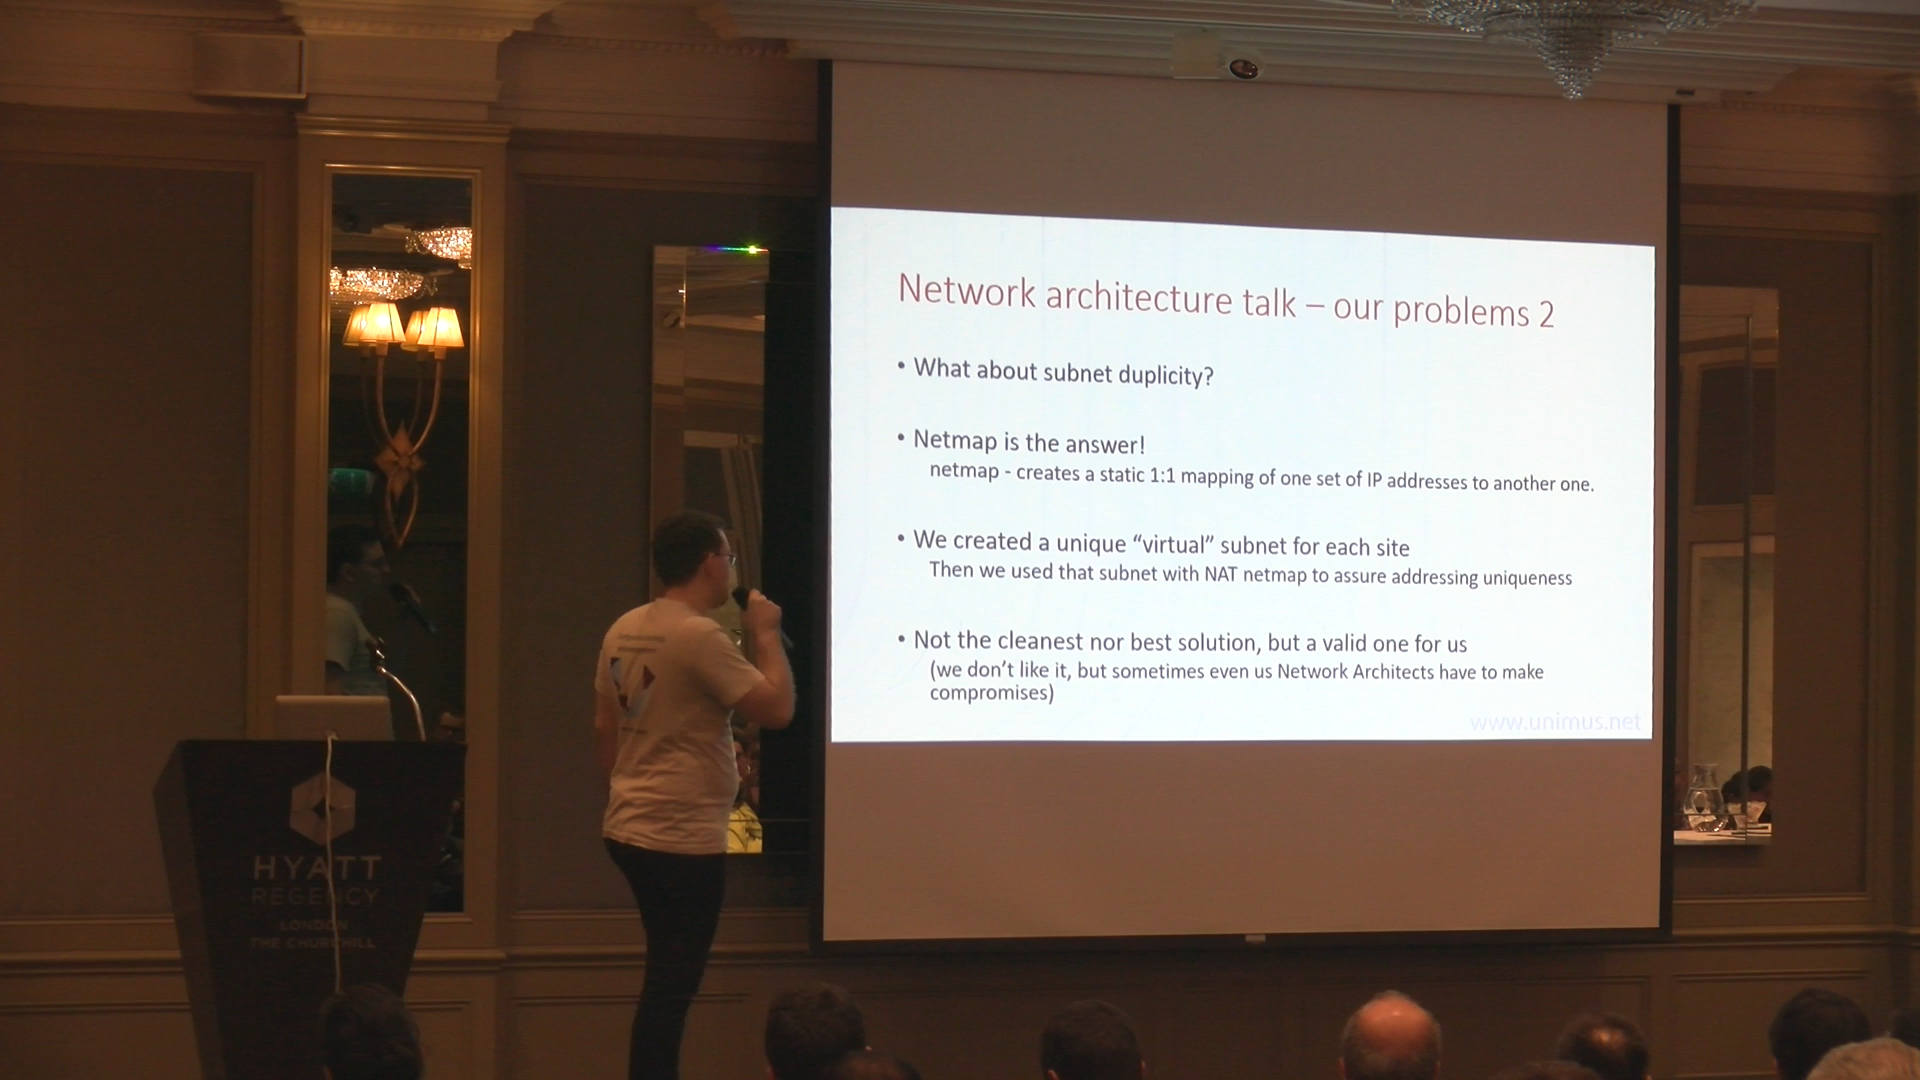 Network architecture talk – our problems 2
• What about subnet duplicity?
• Netmap is the answer!
netmap - creates a static 1:1 mapping of one set of IP addresses to another one.
• We created a unique “virtual” subnet for each site
Then we used that subnet with NAT netmap to assure addressing uniqueness
• Not the cleanest nor best solution, but a valid one for us
(we don’t like it, but sometimes even us Network Architects have to make
compromises)
www.unimus.net
HYATT
REGENCY
LONDON
THE CHURCHILL